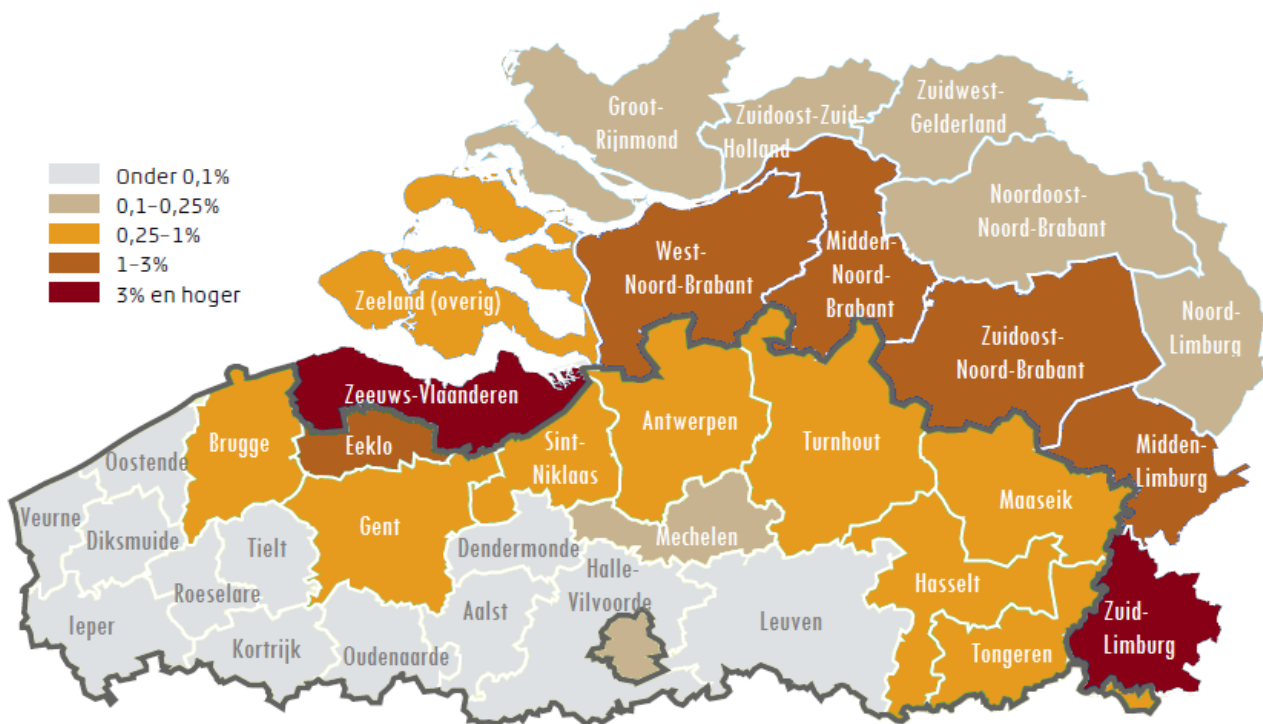 Onder 0,1%
0,1–0,25%
0,25–1%
1–3%
3% en hoger
Groot-
Rijnmond
Zuidoost-Zuid-
Holland
Zuidwest-
Gelderland
Noordoost-
Noord-Brabant
West-
Noord-Brabant
Midden-
Noord-
Brabant
Zeeland (overig)
Zuidoost-
Noord-Brabant
Noord-
Limburg
Zeeuws-Vlaanderen
Antwerpen
Brugge
Eeklo
Sint-
Niklaas
Turnhout
Midden-
Limburg
Oostende
Maaseik
Veurne
Diksmuide
Tielt
Gent
Dendermonde
Mechelen
Roeselare
Halle-
Vilvoorde
Hasselt
Ieper
Aalst
Leuven
Zuid-
Limburg
Kortrijk
Oudenaarde
Tongeren